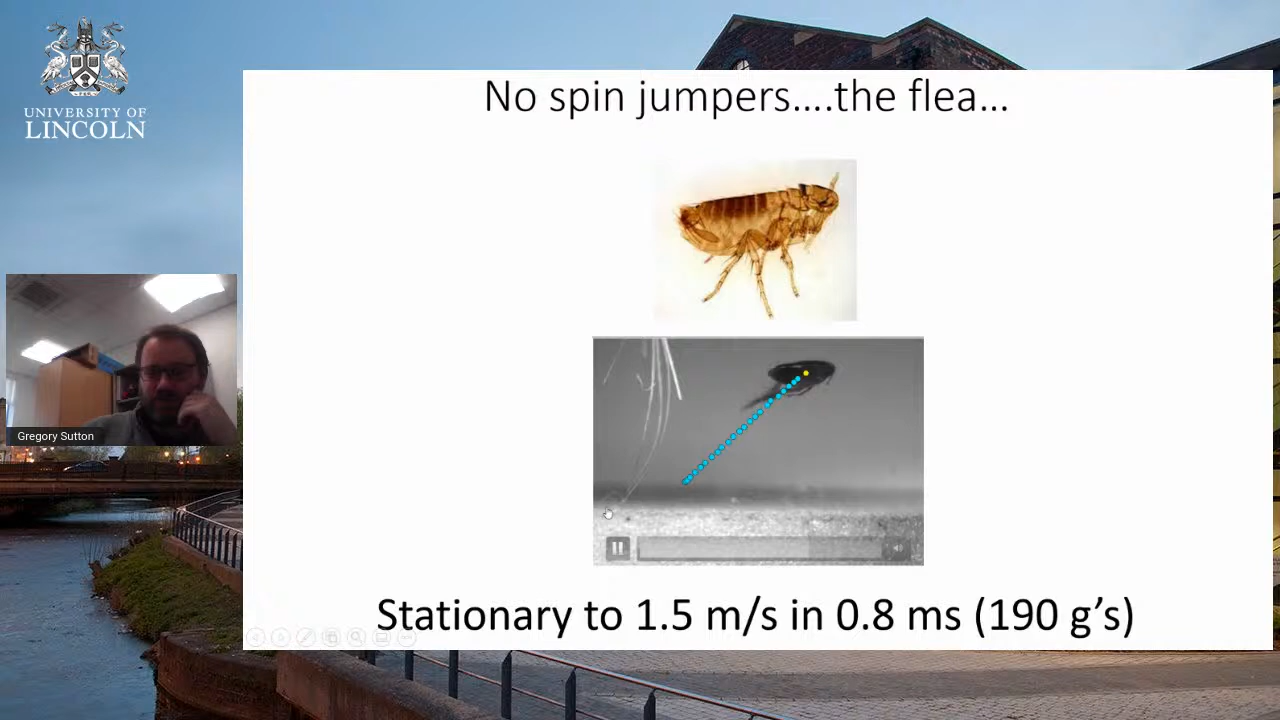 UNIVERSITY OF
LINCOLN
No spin jumpers....the flea...
Gregory Sutton
Stationary to 1.5 m/s in 0.8 ms (190 g’s)